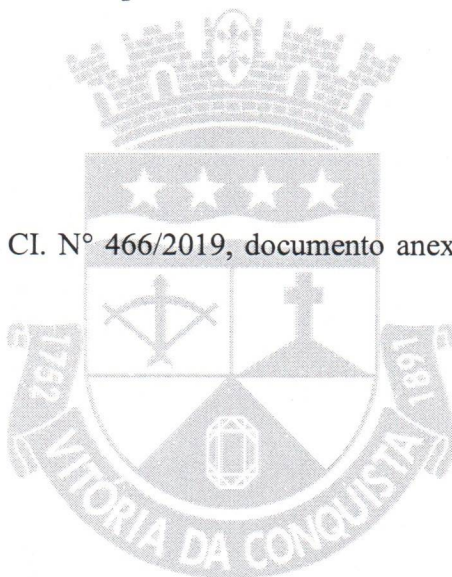 CI. N° 466/2019, documento anex
1752
1891
VITÓRIA DA CONQUISTA